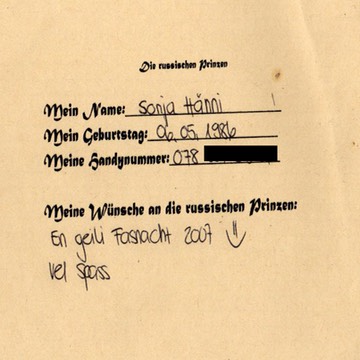 Die russischen Prinzen
Mein Name: Sonja Hänni
Mein Geburtstag: 06.05.1986
Meine Handynummer: 078
Meine Wünsche an die russischen Prinzen:
En geili Fasnacht 2007
vel spass